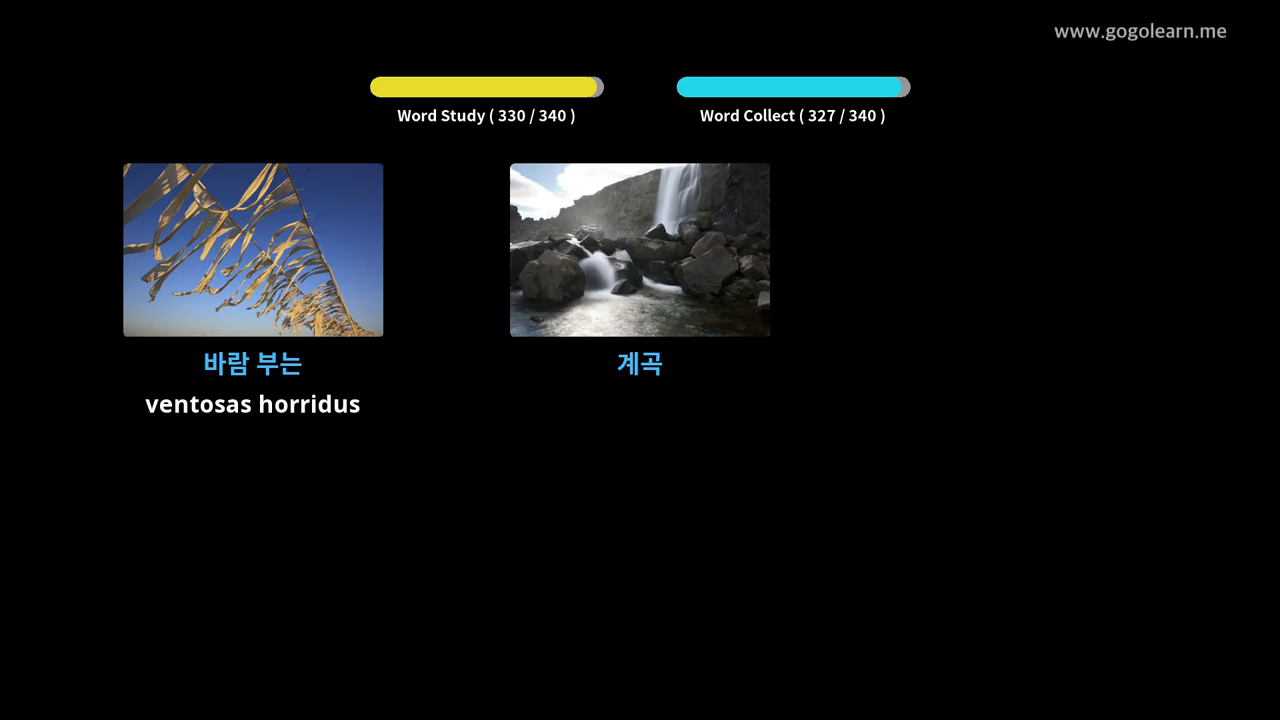 www.gogolearn.me
Word Study ( 330 / 340 )
Word Collect ( 327 / 340 )
바람 부는
계곡
ventosas horridus